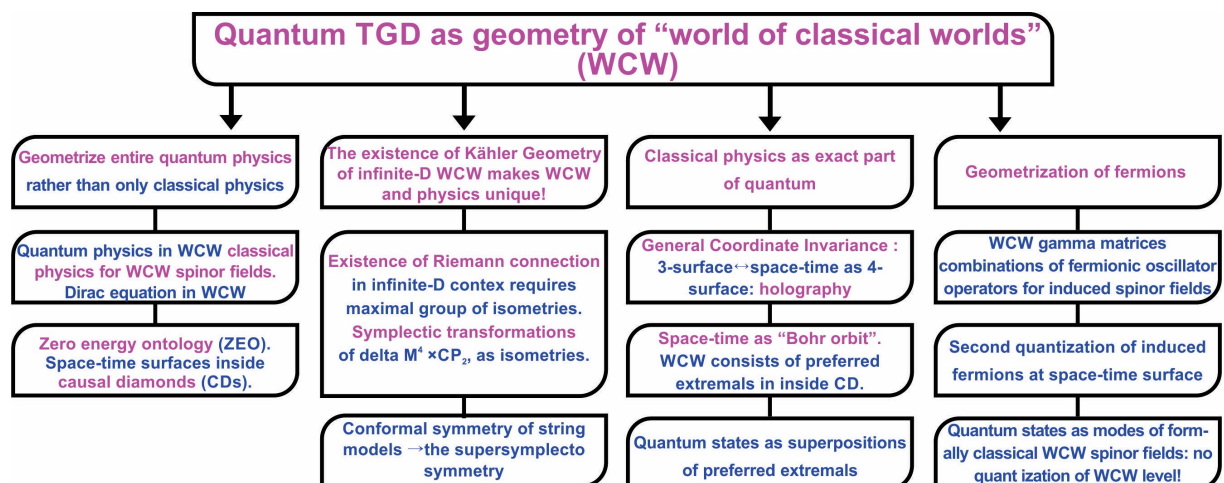 Quantum TGD as geometry of “world of classical worlds”
(WCW)
Geometrize entire quantum physics
rather than only classical physics
Quantum physics in WCW classical
physics for WCW spinor fields.
Dirac equation in WCW
Zero energy ontology (ZEO).
Space-time surfaces inside
causal diamonds (CDs).
The existence of Kähler Geometry
of infinite-D WCW makes WCW
and physics unique!
Existence of Riemann connection
in infinite-D contex requires
maximal group of isometries.
Symplectic transformations
of delta M⁴ ×CP₂, as isometries.
Conformal symmetry of string
models →the supersymplecto
symmetry
Classical physics as exact part
of quantum
General Coordinate Invariance :
3-surface↔space-time as 4-
surface: holography
Space-time as “Bohr orbit”.
WCW consists of preferred
extremals in inside CD.
Quantum states as superpositions
of preferred extremals
Geometrization of fermions
WCW gamma matrices
combinations of fermionic oscillator
operators for induced spinor fields
Second quantization of induced
fermions at space-time surface
Quantum states as modes of form-
ally classical WCW spinor fields: no
quant ization of WCW level!